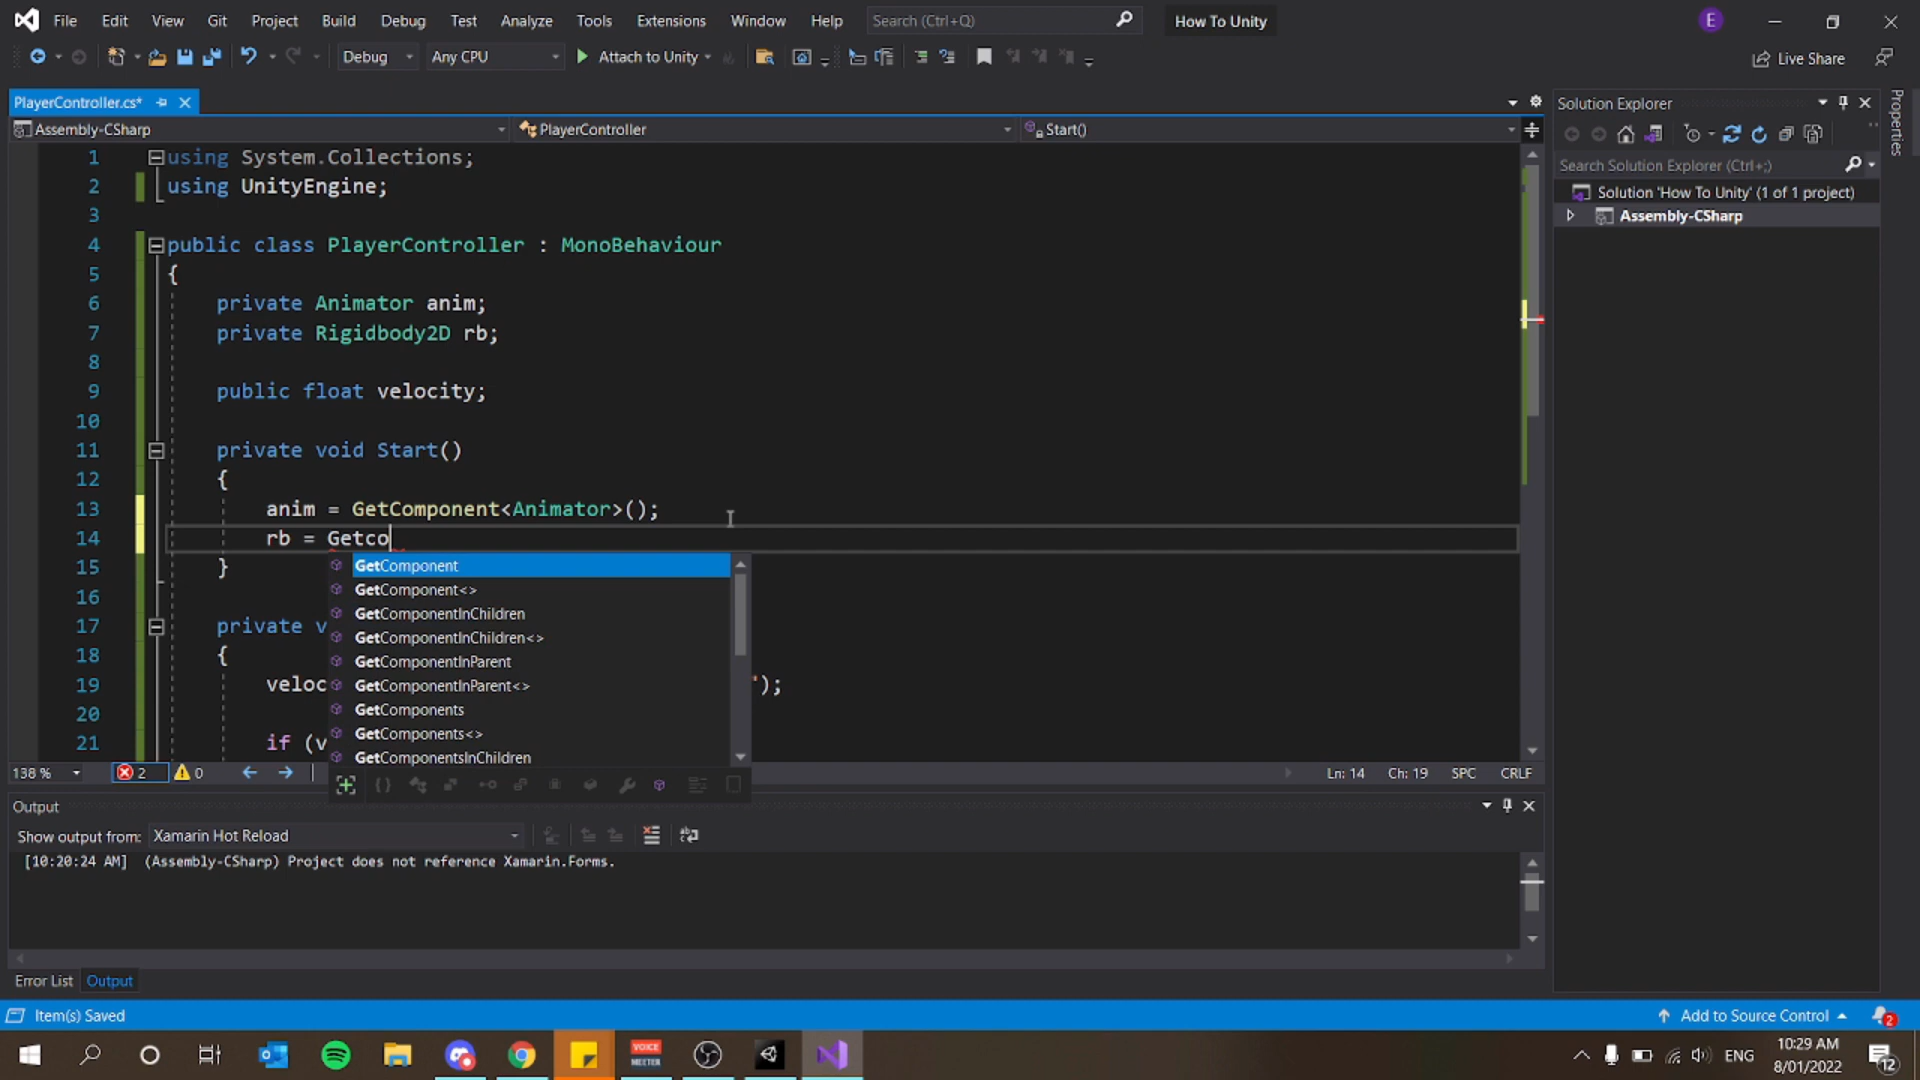 File Edit View Git Project Build Debug Test Analyze Tools Extensions Window Help Search (Ctrl+Q) How To Unity E
Debug Any CPU Attach to Unity Live Share
PlayerController.cs*
Assembly-CSharp PlayerController Start()
1 using System.Collections;
2 using UnityEngine;
3
4 public class PlayerController : MonoBehaviour
5 {
6 private Animator anim;
7 private Rigidbody2D rb;
8
9 public float velocity;
10
11 private void Start()
12 {
13 anim = GetComponent<Animator>();
14 rb = Getco
15 }
16
17 private v
18 {
19 veloc ");
20
21 if (v
GetComponent
GetComponent<>
GetComponentInChildren
GetComponentInChildren<>
GetComponentInParent
GetComponentInParent<>
GetComponents
GetComponents<>
GetComponentsInChildren
138 % 2 0 Ln: 14 Ch: 19 SPC CRLF
Output
Show output from: Xamarin Hot Reload
[10:20:24 AM] (Assembly-CSharp) Project does not reference Xamarin.Forms.
Error List Output
Item(s) Saved Add to Source Control 2
Solution Explorer
Search Solution Explorer (Ctrl+;)
Solution 'How To Unity' (1 of 1 project)
Assembly-CSharp
Properties
VOICE
MEETER
ENG
10:29 AM
8/01/2022
12